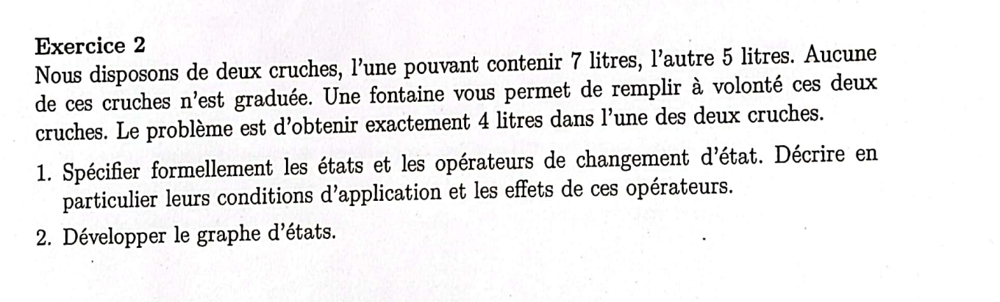 Exercice 2
Nous disposons de deux cruches, l'une pouvant contenir 7 litres, l'autre 5 litres. Aucune
de ces cruches n'est graduée. Une fontaine vous permet de remplir à volonté ces deux
cruches. Le problème est d'obtenir exactement 4 litres dans l'une des deux cruches.
1. Spécifier formellement les états et les opérateurs de changement d'état. Décrire en
particulier leurs conditions d'application et les effets de ces opérateurs.
2. Développer le graphe d'états.